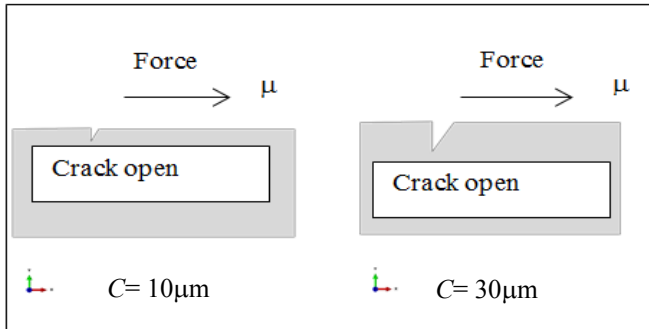 Force
μ
Crack open
C= 10μm
Force
μ
Crack open
C= 30μm